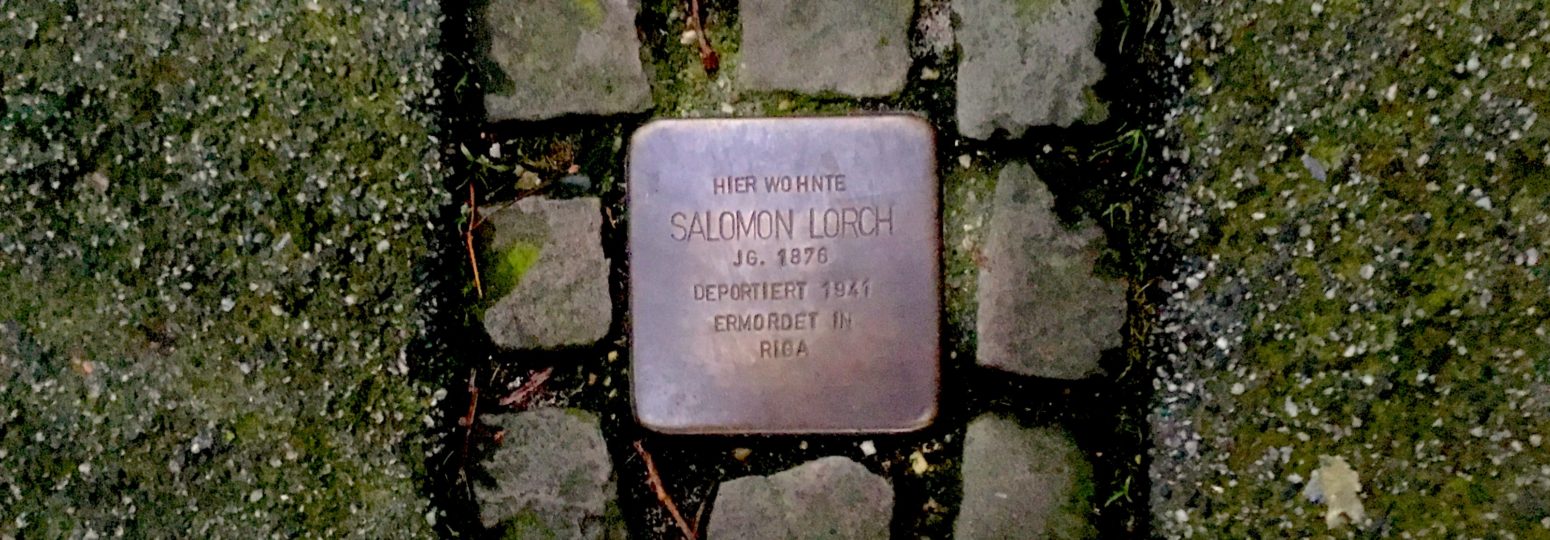 HIER WOHNTE
SALOMON LORCH
JG. 1876
DEPORTIERT 1941
ERMORDET IN
RIGA